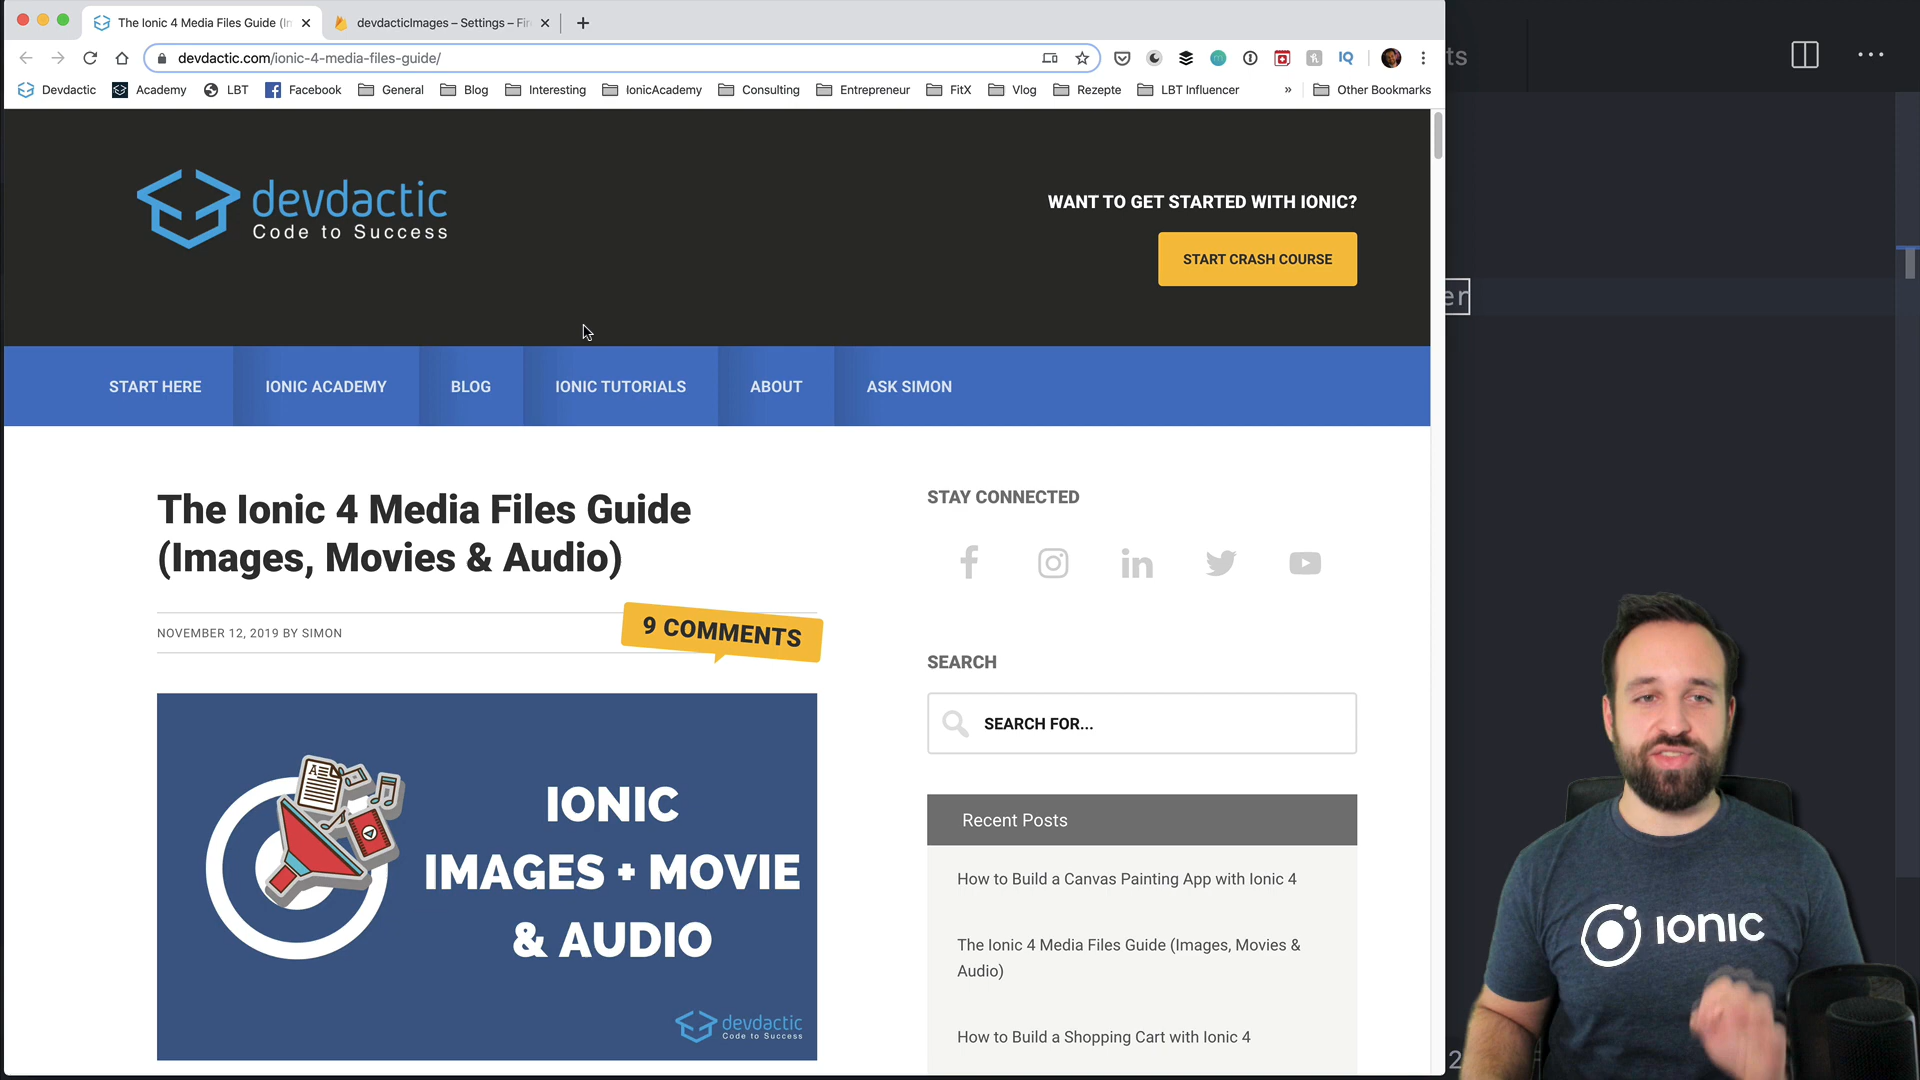 The Ionic 4 Media Files Guide (I
devdacticImages – Settings – Fi
ts
devdactic.com/ionic-4-media-files-guide/
IQ
Devdactic
Academy
LBT
Facebook
General
Blog
Interesting
IonicAcademy
Consulting
Entrepreneur
FitX
Vlog
Rezepte
LBT Influencer
»
Other Bookmarks
devdactic
Code to Success
WANT TO GET STARTED WITH IONIC?
START CRASH COURSE
er
START HERE
IONIC ACADEMY
BLOG
IONIC TUTORIALS
ABOUT
ASK SIMON
The Ionic 4 Media Files Guide
(Images, Movies & Audio)
NOVEMBER 12, 2019 BY SIMON
9 COMMENTS
IONIC
IMAGES + MOVIE
& AUDIO
devdactic
Code to Success
STAY CONNECTED
SEARCH
SEARCH FOR...
Recent Posts
How to Build a Canvas Painting App with Ionic 4
The Ionic 4 Media Files Guide (Images, Movies &
Audio)
How to Build a Shopping Cart with Ionic 4
IONIC
2